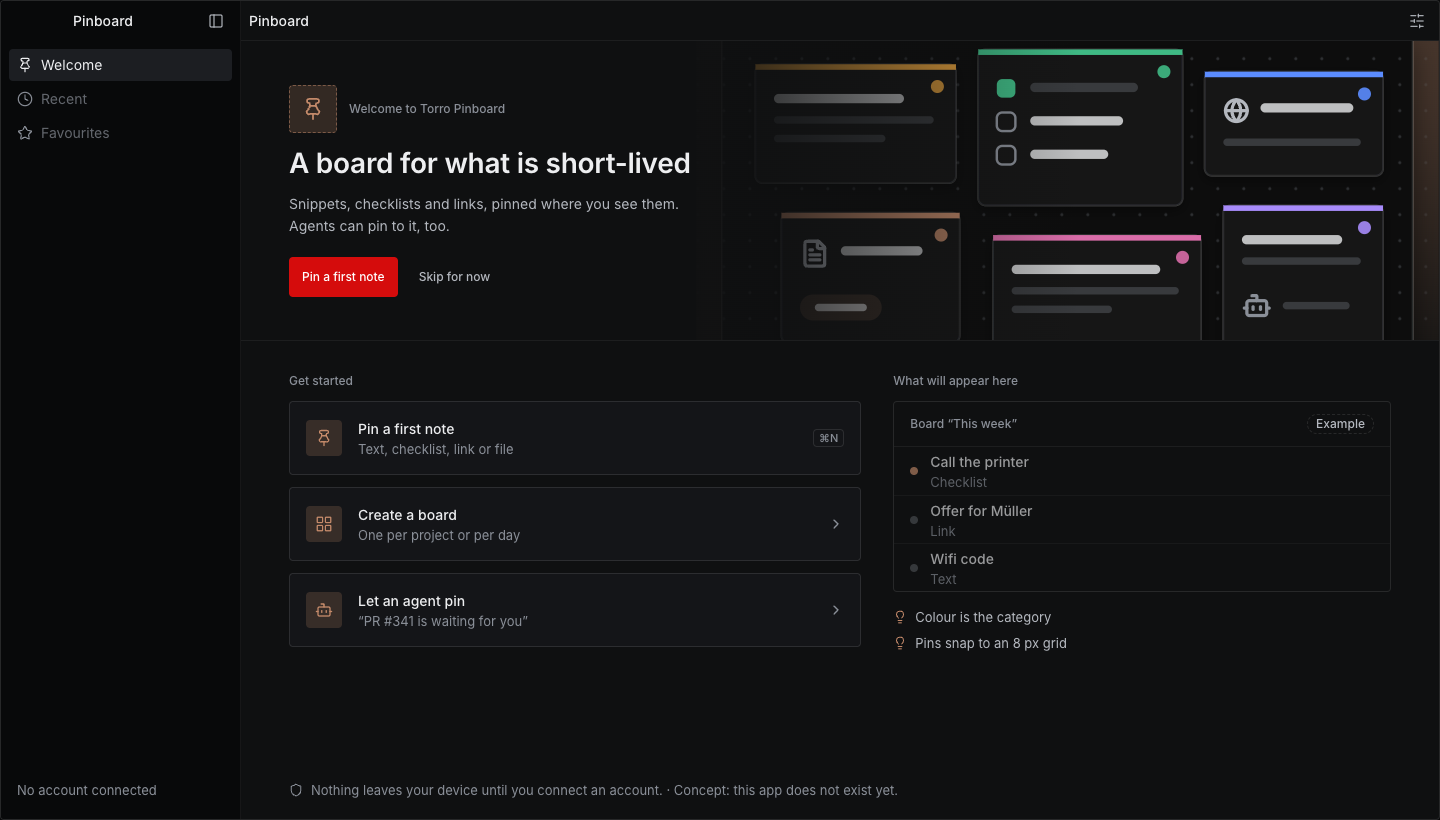 Pinboard
Pinboard
Welcome
Recent
Favourites
Welcome to Torro Pinboard
A board for what is short-lived
Snippets, checklists and links, pinned where you see them.
Agents can pin to it, too.
Pin a first note
Skip for now
Get started
Pin a first note
Text, checklist, link or file
⌘N
Create a board
One per project or per day
Let an agent pin
“PR #341 is waiting for you”
What will appear here
Board “This week”
Example
Call the printer
Checklist
Offer for Müller
Link
Wifi code
Text
Colour is the category
Pins snap to an 8 px grid
No account connected
Nothing leaves your device until you connect an account. · Concept: this app does not exist yet.